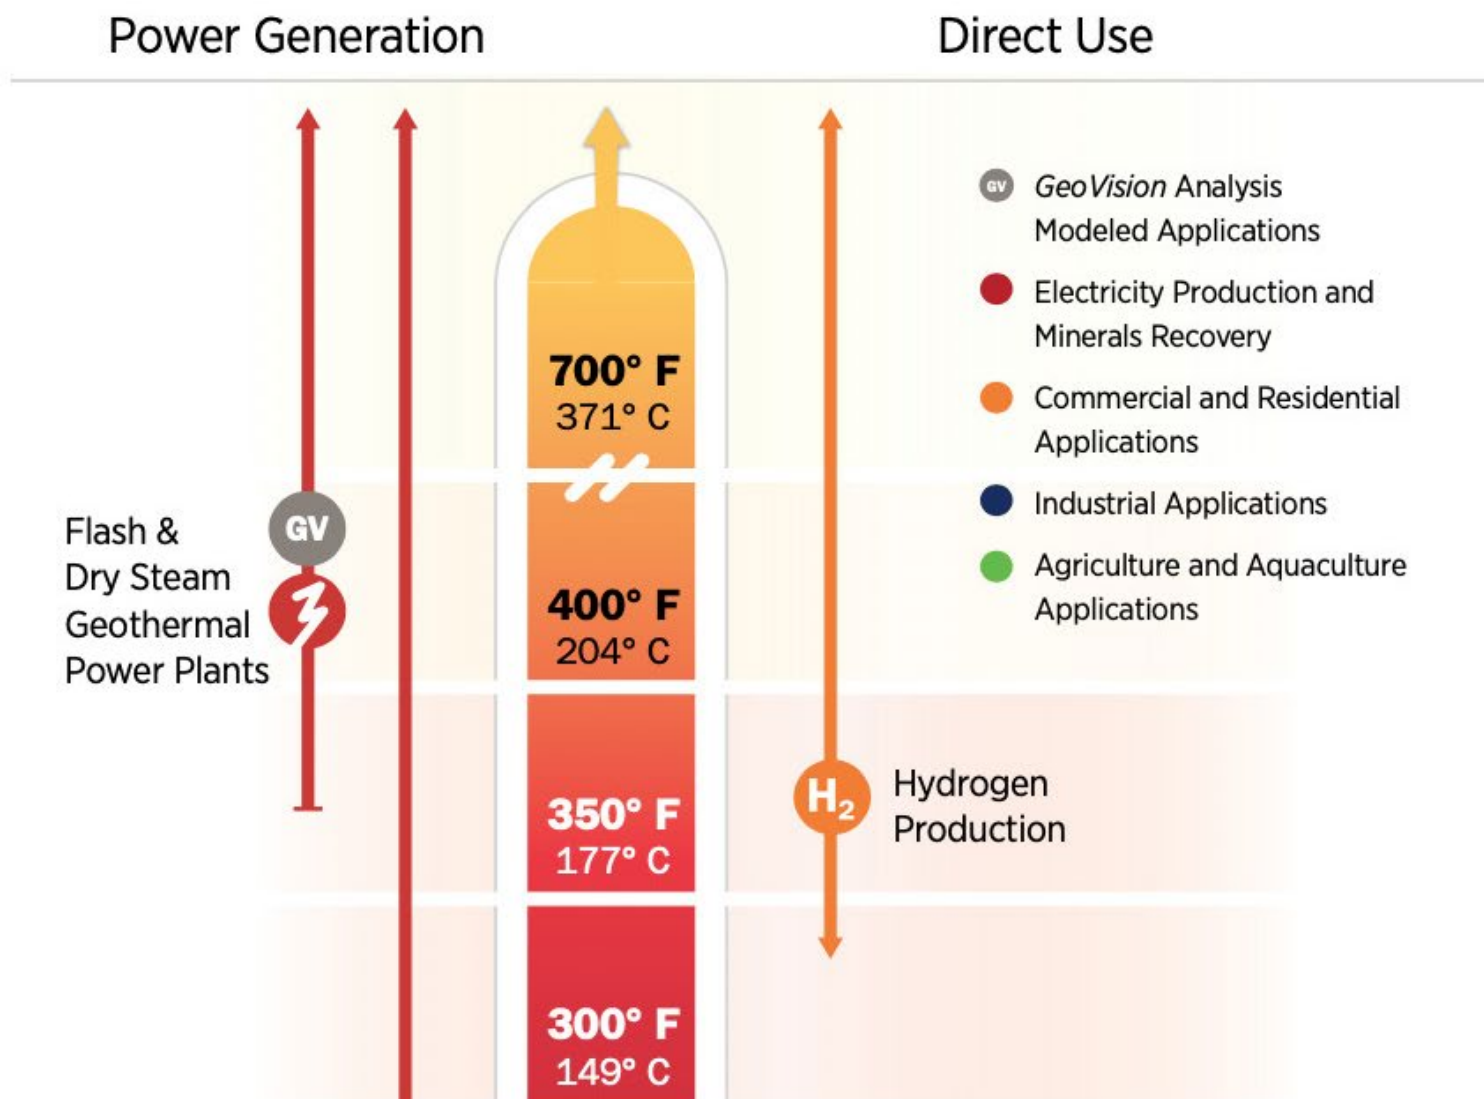 Power Generation
Direct Use
GV
GeoVision Analysis
Modeled Applications
Electricity Production and
Minerals Recovery
Commercial and Residential
Applications
Industrial Applications
Agriculture and Aquaculture
Applications
700° F
371° C
Flash &
Dry Steam
Geothermal
Power Plants
GV
400° F
204° C
350° F
177° C
H₂
Hydrogen
Production
300° F
149° C